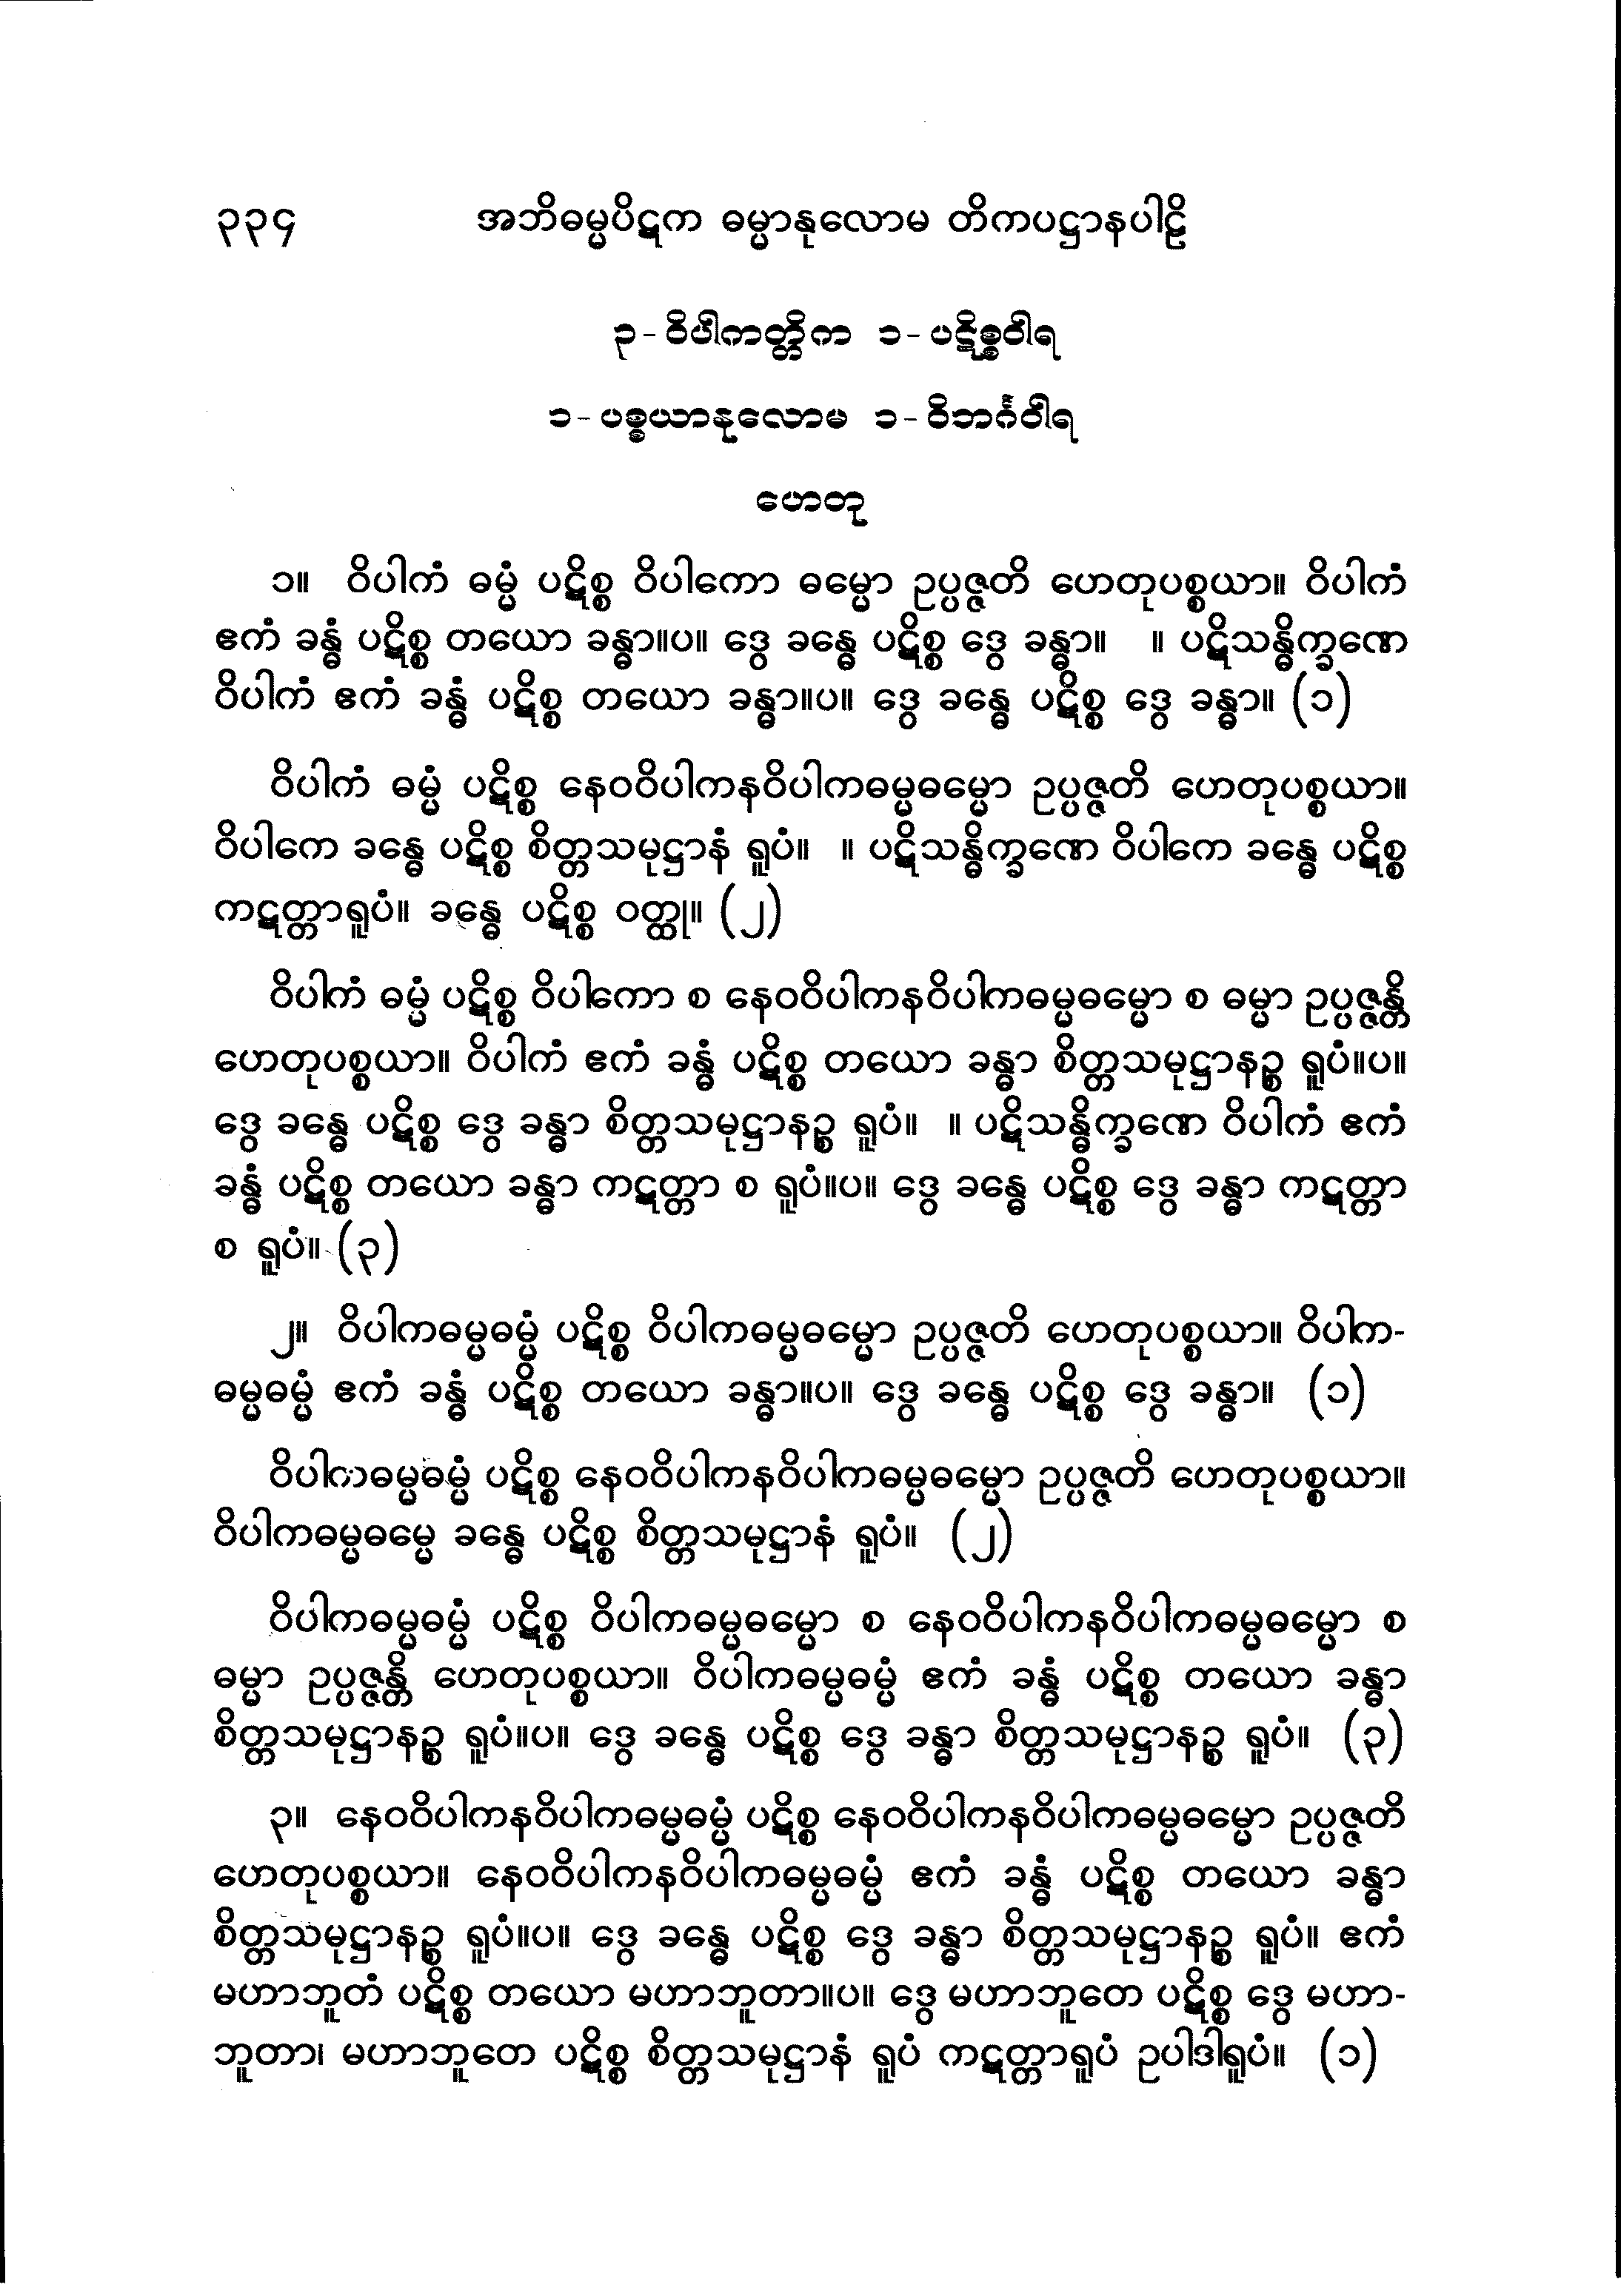 ၃၃၄ အဘိဓမ္မပိဋက ဓမ္မာနုလောမ တိကပဋ္ဌာနပါဠိ
၃-ဝိပါကတ္တိက ၁-ပဋိစ္စဝါရ
၁-ပစ္စယာနုလောမ ၁-ဝိဘင်္ဂဝါရ
ဟေတု
၁။ ဝိပါကံ ဓမ္မံ ပဋိစ္စ ဝိပါကော ဓမ္မော ဥပ္ပဇ္ဇတိ ဟေတုပစ္စယာ။ ဝိပါကံ
ဧကံ ခန္ဓံ ပဋိစ္စ တယော ခန္ဓာ။ပ။ ဒွေ ခန္ဓေ ပဋိစ္စ ဒွေ ခန္ဓာ။ ။ ပဋိသန္ဓိက္ခဏေ
ဝိပါကံ ဧကံ ခန္ဓံ ပဋိစ္စ တယော ခန္ဓာ။ပ။ ဒွေ ခန္ဓေ ပဋိစ္စ ဒွေ ခန္ဓာ။ (၁)
ဝိပါကံ ဓမ္မံ ပဋိစ္စ နေဝဝိပါကနဝိပါကဓမ္မဓမ္မော ဥပ္ပဇ္ဇတိ ဟေတုပစ္စယာ။
ဝိပါကေ ခန္ဓေ ပဋိစ္စ စိတ္တသမုဋ္ဌာနံ ရူပံ။ ။ ပဋိသန္ဓိက္ခဏေ ဝိပါကေ ခန္ဓေ ပဋိစ္စ
ကဋတ္တာရူပံ။ ခန္ဓေ ပဋိစ္စ ဝတ္ထု။ (၂)
ဝိပါကံ ဓမ္မံ ပဋိစ္စ ဝိပါကော စ နေဝဝိပါကနဝိပါကဓမ္မဓမ္မော စ ဓမ္မာ ဥပ္ပဇ္ဇန္တိ
ဟေတုပစ္စယာ။ ဝိပါကံ ဧကံ ခန္ဓံ ပဋိစ္စ တယော ခန္ဓာ စိတ္တသမုဋ္ဌာနဉ္စ ရူပံ။ပ။
ဒွေ ခန္ဓေ ပဋိစ္စ ဒွေ ခန္ဓာ စိတ္တသမုဋ္ဌာနဉ္စ ရူပံ။ ။ ပဋိသန္ဓိက္ခဏေ ဝိပါကံ ဧကံ
ခန္ဓံ ပဋိစ္စ တယော ခန္ဓာ ကဋတ္တာ စ ရူပံ။ပ။ ဒွေ ခန္ဓေ ပဋိစ္စ ဒွေ ခန္ဓာ ကဋတ္တာ
စ ရူပံ။ (၃)
၂။ ဝိပါကဓမ္မဓမ္မံ ပဋိစ္စ ဝိပါကဓမ္မဓမ္မော ဥပ္ပဇ္ဇတိ ဟေတုပစ္စယာ။ ဝိပါက-
ဓမ္မဓမ္မံ ဧကံ ခန္ဓံ ပဋိစ္စ တယော ခန္ဓာ။ပ။ ဒွေ ခန္ဓေ ပဋိစ္စ ဒွေ ခန္ဓာ။ (၁)
ဝိပါကဓမ္မဓမ္မံ ပဋိစ္စ နေဝဝိပါကနဝိပါကဓမ္မဓမ္မော ဥပ္ပဇ္ဇတိ ဟေတုပစ္စယာ။
ဝိပါကဓမ္မဓမ္မေ ခန္ဓေ ပဋိစ္စ စိတ္တသမုဋ္ဌာနံ ရူပံ။ (၂)
ဝိပါကဓမ္မဓမ္မံ ပဋိစ္စ ဝိပါကဓမ္မဓမ္မော စ နေဝဝိပါကနဝိပါကဓမ္မဓမ္မော စ
ဓမ္မာ ဥပ္ပဇ္ဇန္တိ ဟေတုပစ္စယာ။ ဝိပါကဓမ္မဓမ္မံ ဧကံ ခန္ဓံ ပဋိစ္စ တယော ခန္ဓာ
စိတ္တသမုဋ္ဌာနဉ္စ ရူပံ။ပ။ ဒွေ ခန္ဓေ ပဋိစ္စ ဒွေ ခန္ဓာ စိတ္တသမုဋ္ဌာနဉ္စ ရူပံ။ (၃)
၃။ နေဝဝိပါကနဝိပါကဓမ္မဓမ္မံ ပဋိစ္စ နေဝဝိပါကနဝိပါကဓမ္မဓမ္မော ဥပ္ပဇ္ဇတိ
ဟေတုပစ္စယာ။ နေဝဝိပါကနဝိပါကဓမ္မဓမ္မံ ဧကံ ခန္ဓံ ပဋိစ္စ တယော ခန္ဓာ
စိတ္တသမုဋ္ဌာနဉ္စ ရူပံ။ပ။ ဒွေ ခန္ဓေ ပဋိစ္စ ဒွေ ခန္ဓာ စိတ္တသမုဋ္ဌာနဉ္စ ရူပံ။ ဧကံ
မဟာဘူတံ ပဋိစ္စ တယော မဟာဘူတာ။ပ။ ဒွေ မဟာဘူတေ ပဋိစ္စ ဒွေ မဟာ-
ဘူတာ၊ မဟာဘူတေ ပဋိစ္စ စိတ္တသမုဋ္ဌာနံ ရူပံ ကဋတ္တာရူပံ ဥပါဒါရူပံ။ (၁)